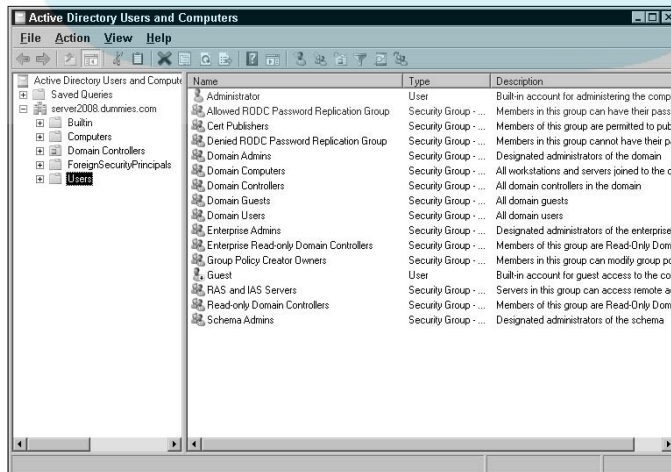 Active Directory Users and Computers
File Action View Help
Active Directory Users and Compute
Saved Queries
server2008.dummies.com
Builtin
Computers
Domain Controllers
ForeignSecurityPrincipals
Users
Name Type Description
Administrator User Built-in account for administering the comp
Allowed RODC Password Replication Group Security Group - ... Members in this group can have their pass
Cert Publishers Security Group - ... Members of this group are permitted to pub
Denied RODC Password Replication Group Security Group - ... Members in this group cannot have their p
Domain Admins Security Group - ... Designated administrators of the domain
Domain Computers Security Group - ... All workstations and servers joined to the d
Domain Controllers Security Group - ... All domain controllers in the domain
Domain Guests Security Group - ... All domain guests
Domain Users Security Group - ... All domain users
Enterprise Admins Security Group - ... Designated administrators of the enterprise
Enterprise Read-only Domain Controllers Security Group - ... Members of this group are Read-Only Dom
Group Policy Creator Owners Security Group - ... Members in this group can modify group po
Guest User Built-in account for guest access to the co
RAS and IAS Servers Security Group - ... Servers in this group can access remote a
Read-only Domain Controllers Security Group - ... Members of this group are Read-Only Dom
Schema Admins Security Group - ... Designated administrators of the schema